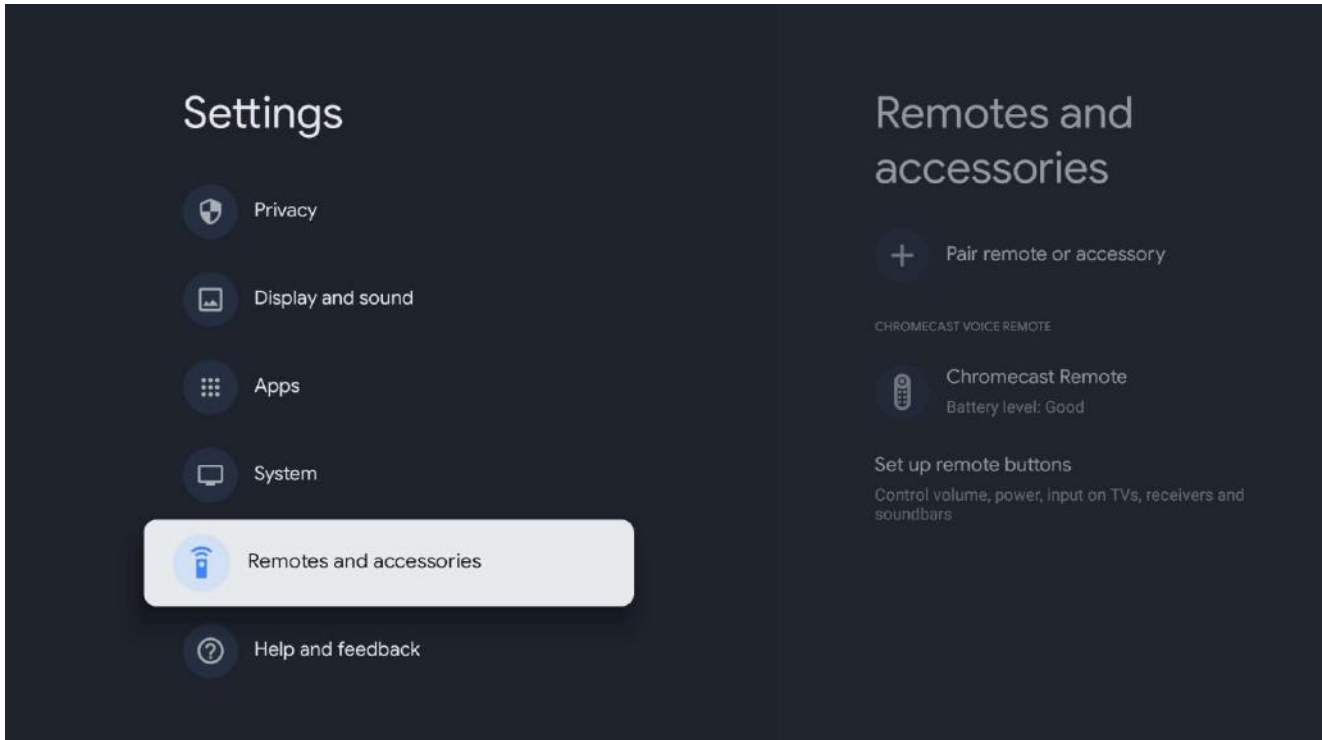 Settings
Privacy
Display and sound
Apps
System
Remotes and accessories
Help and feedback
Remotes and
accessories
Pair remote or accessory
CHROMECAST VOICE REMOTE
Chromecast Remote
Battery level: Good
Set up remote buttons
Control volume, power, input on TVs, receivers and
soundbars